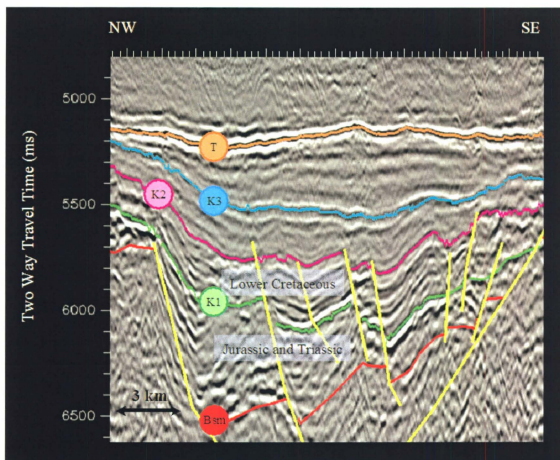 NW
SE
5000
T
K2
K3
5500
Two Way Travel Time (ms)
Lower Cretaceous
K1
6000
Jurassic and Triassic
3 km
Bsm
6500